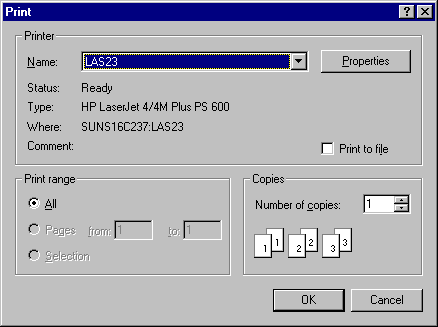 Print
Printer
Name: LAS23 Properties
Status: Ready
Type: HP LaserJet 4/4M Plus PS 600
Where: SUNS16C237:LAS23
Comment: Print to file
Print range
All
Pages from: 1 to: 1
Selection
Copies
Number of copies: 1
1 1 2 2 3 3
OK Cancel